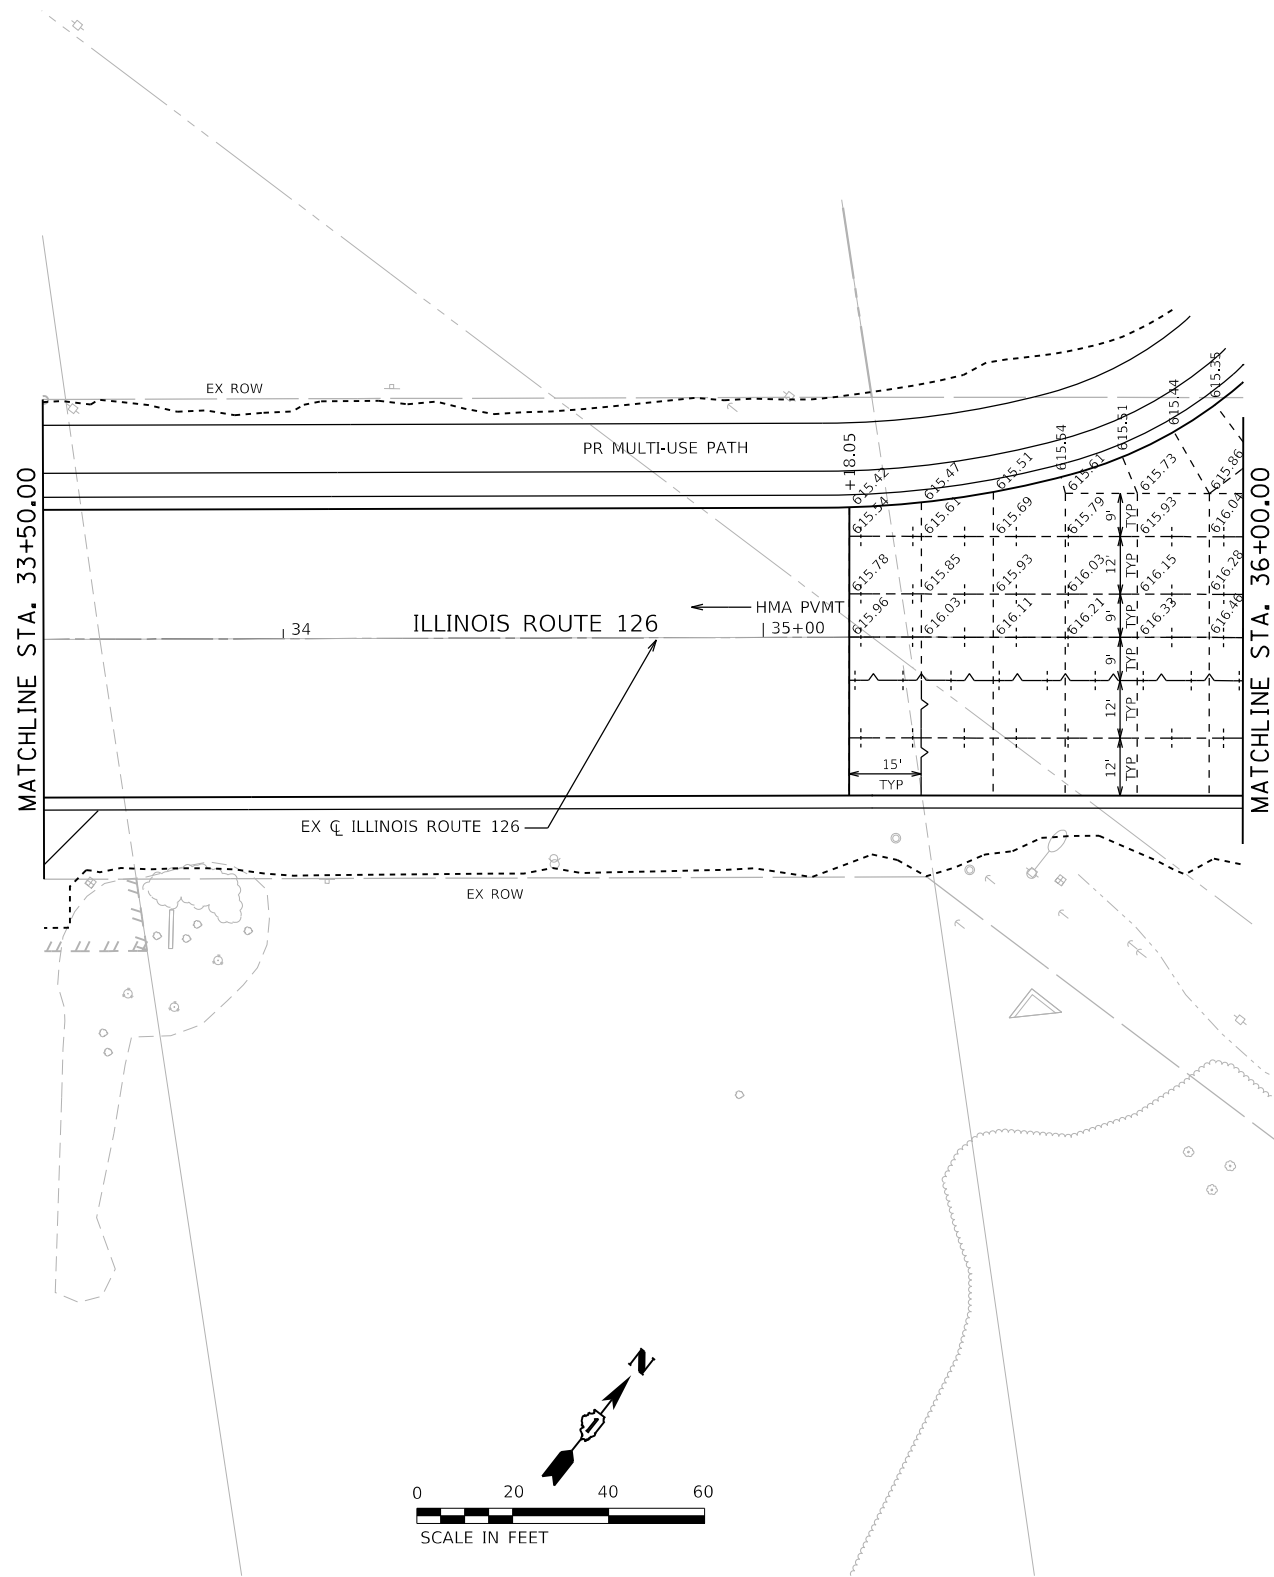 615.35
615.44
615.51
615.54
+18.05
EX ROW
PR MULTI-USE PATH
615.42
615.47
615.51
615.61
615.73
615.86
615.54
615.61
615.69
615.79
615.93
616.04
9'
TYP
615.78
615.85
615.93
616.03
616.15
616.28
12'
TYP
HMA PVMT
615.96
616.03
616.11
616.21
616.33
616.46
9'
TYP
MATCHLINE STA. 33+50.00
34
ILLINOIS ROUTE 126
35+00
MATCHLINE STA. 36+00.00
9'
TYP
12'
TYP
15'
TYP
12'
TYP
EX ℄ ILLINOIS ROUTE 126
EX ROW
N
0 20 40 60
SCALE IN FEET